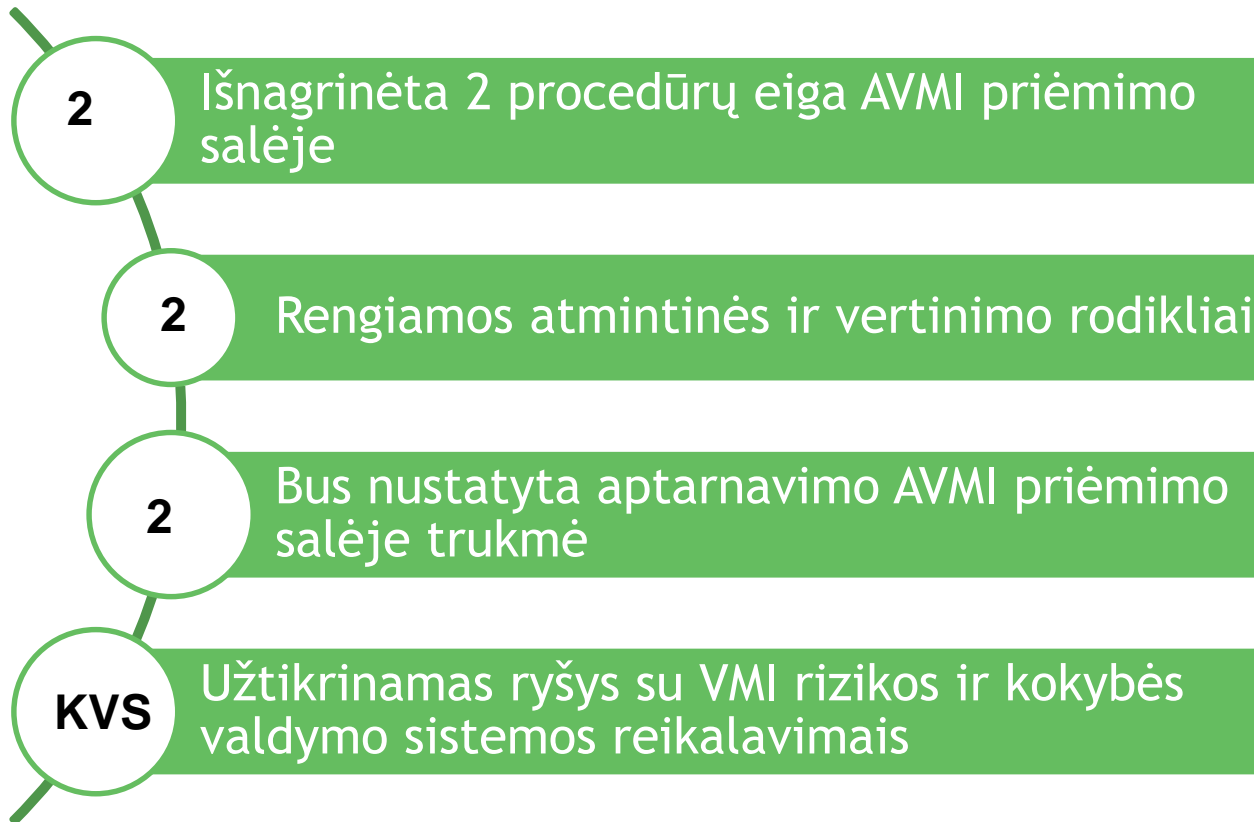 2
Išnagrinėta 2 procedūrų eiga AVMI priėmimo
salėje
2
Rengiamos atmintinės ir vertinimo rodikliai
2
Bus nustatyta aptarnavimo AVMI priėmimo
salėje trukmė
KVS
Užtikrinamas ryšys su VMI rizikos ir kokybės
valdymo sistemos reikalavimais